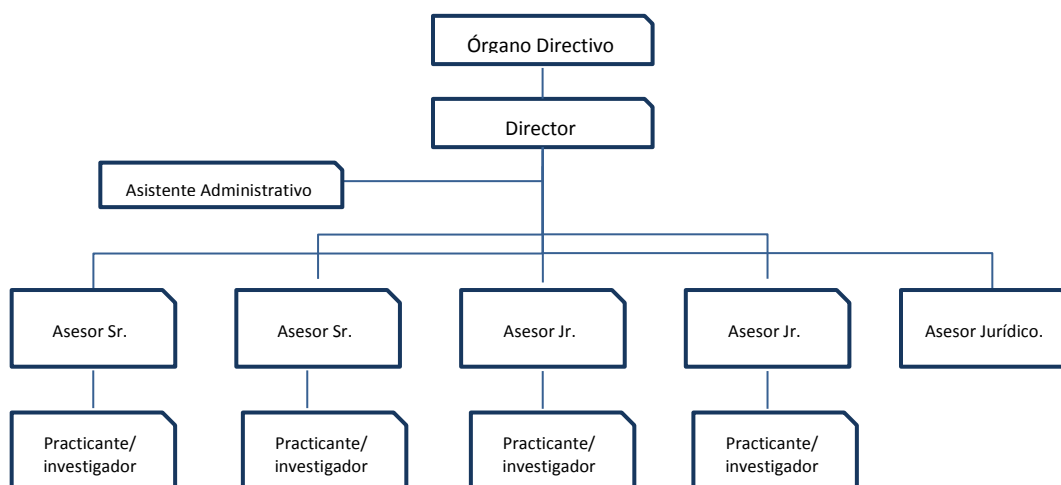 Órgano Directivo
Director
Asistente Administrativo
Asesor Sr.
Asesor Sr.
Asesor Jr.
Asesor Jr.
Asesor Jurídico.
Practicante/
investigador
Practicante/
investigador
Practicante/
investigador
Practicante/
investigador